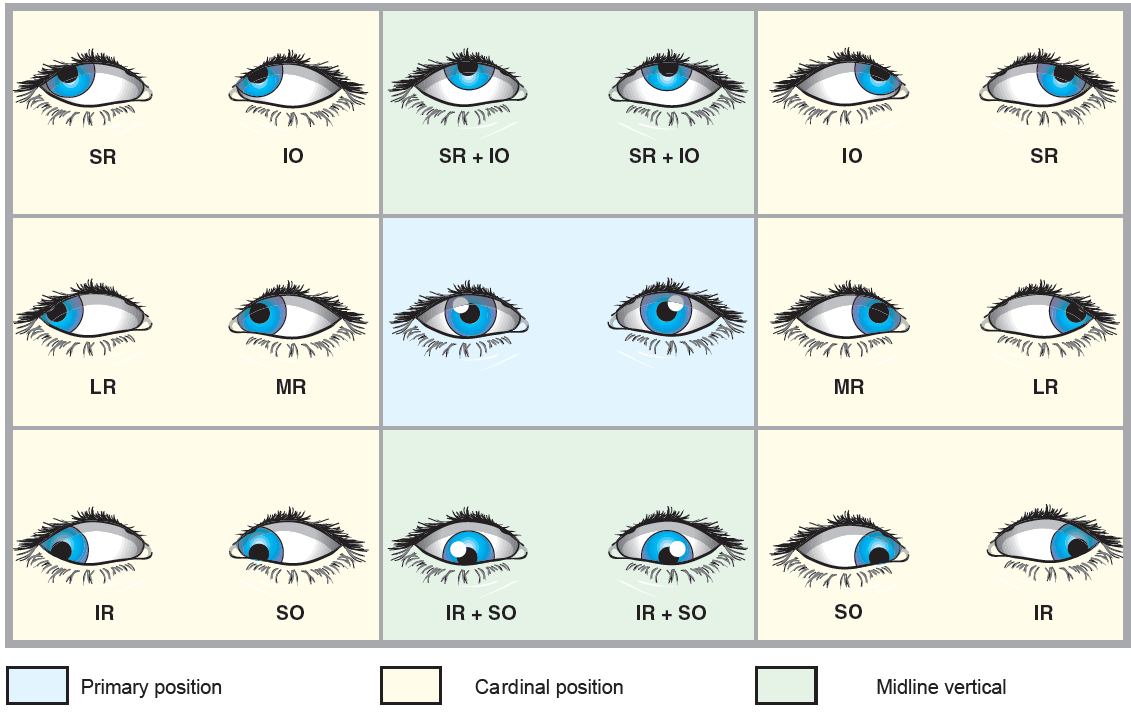 SR IO SR + IO SR + IO IO SR
LR MR MR LR
IR SO IR + SO IR + SO SO IR
Primary position Cardinal position Midline vertical